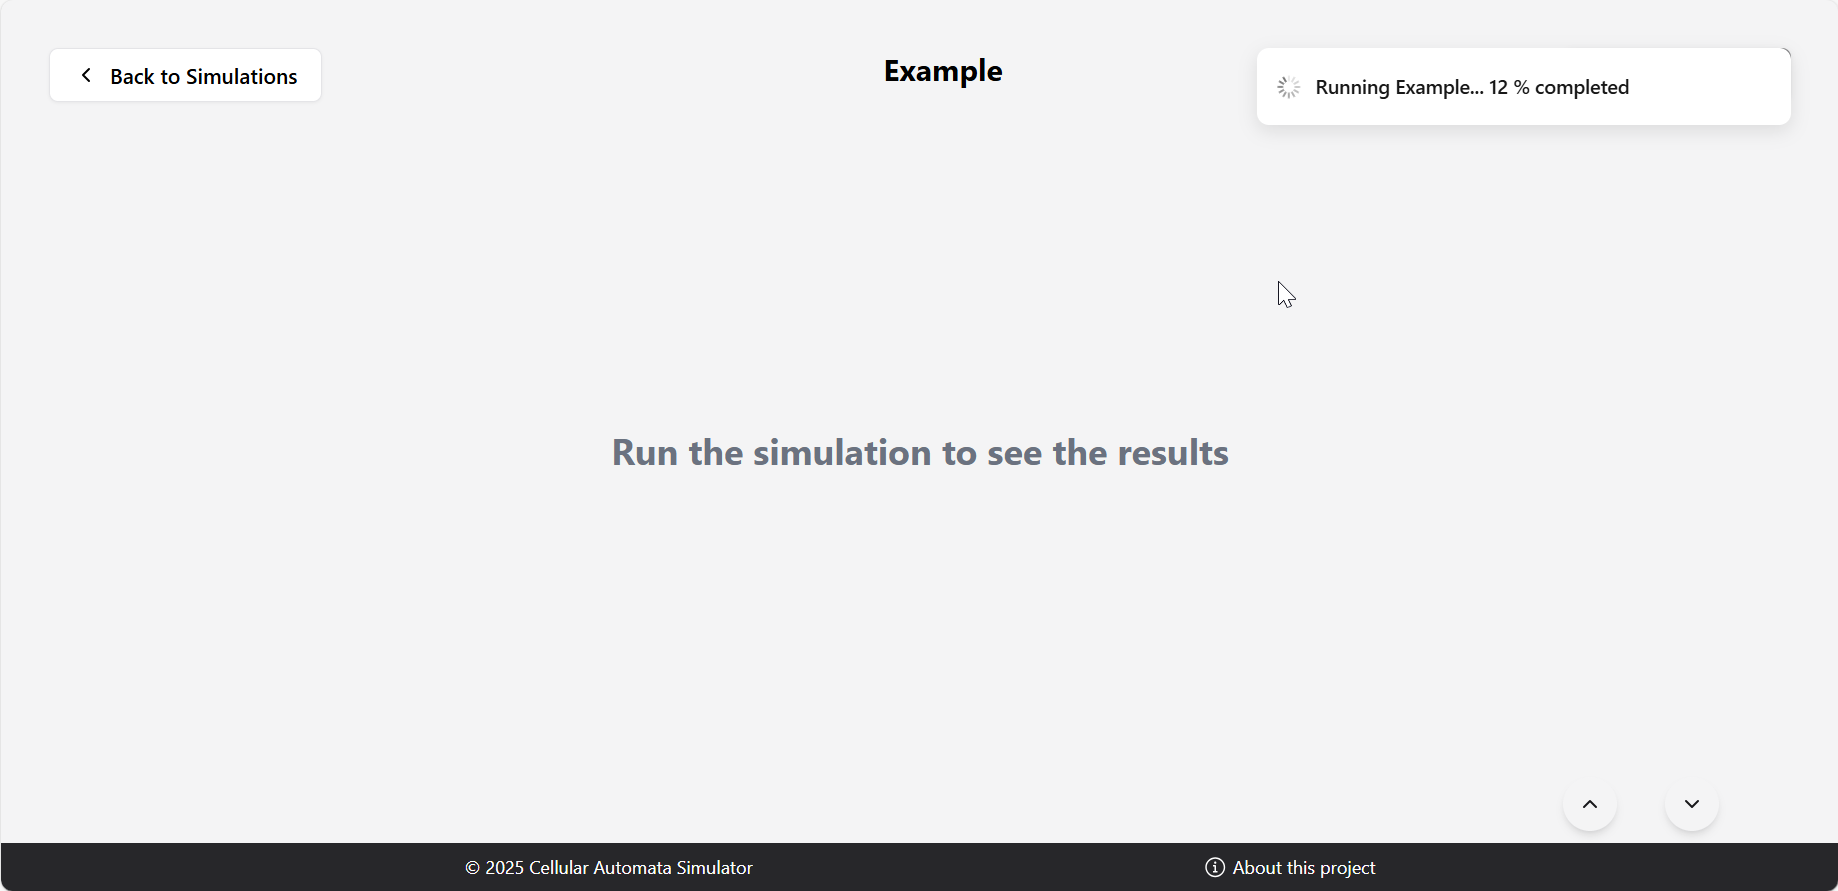 Back to Simulations
Example
Running Example... 12 % completed
Run the simulation to see the results
© 2025 Cellular Automata Simulator
About this project